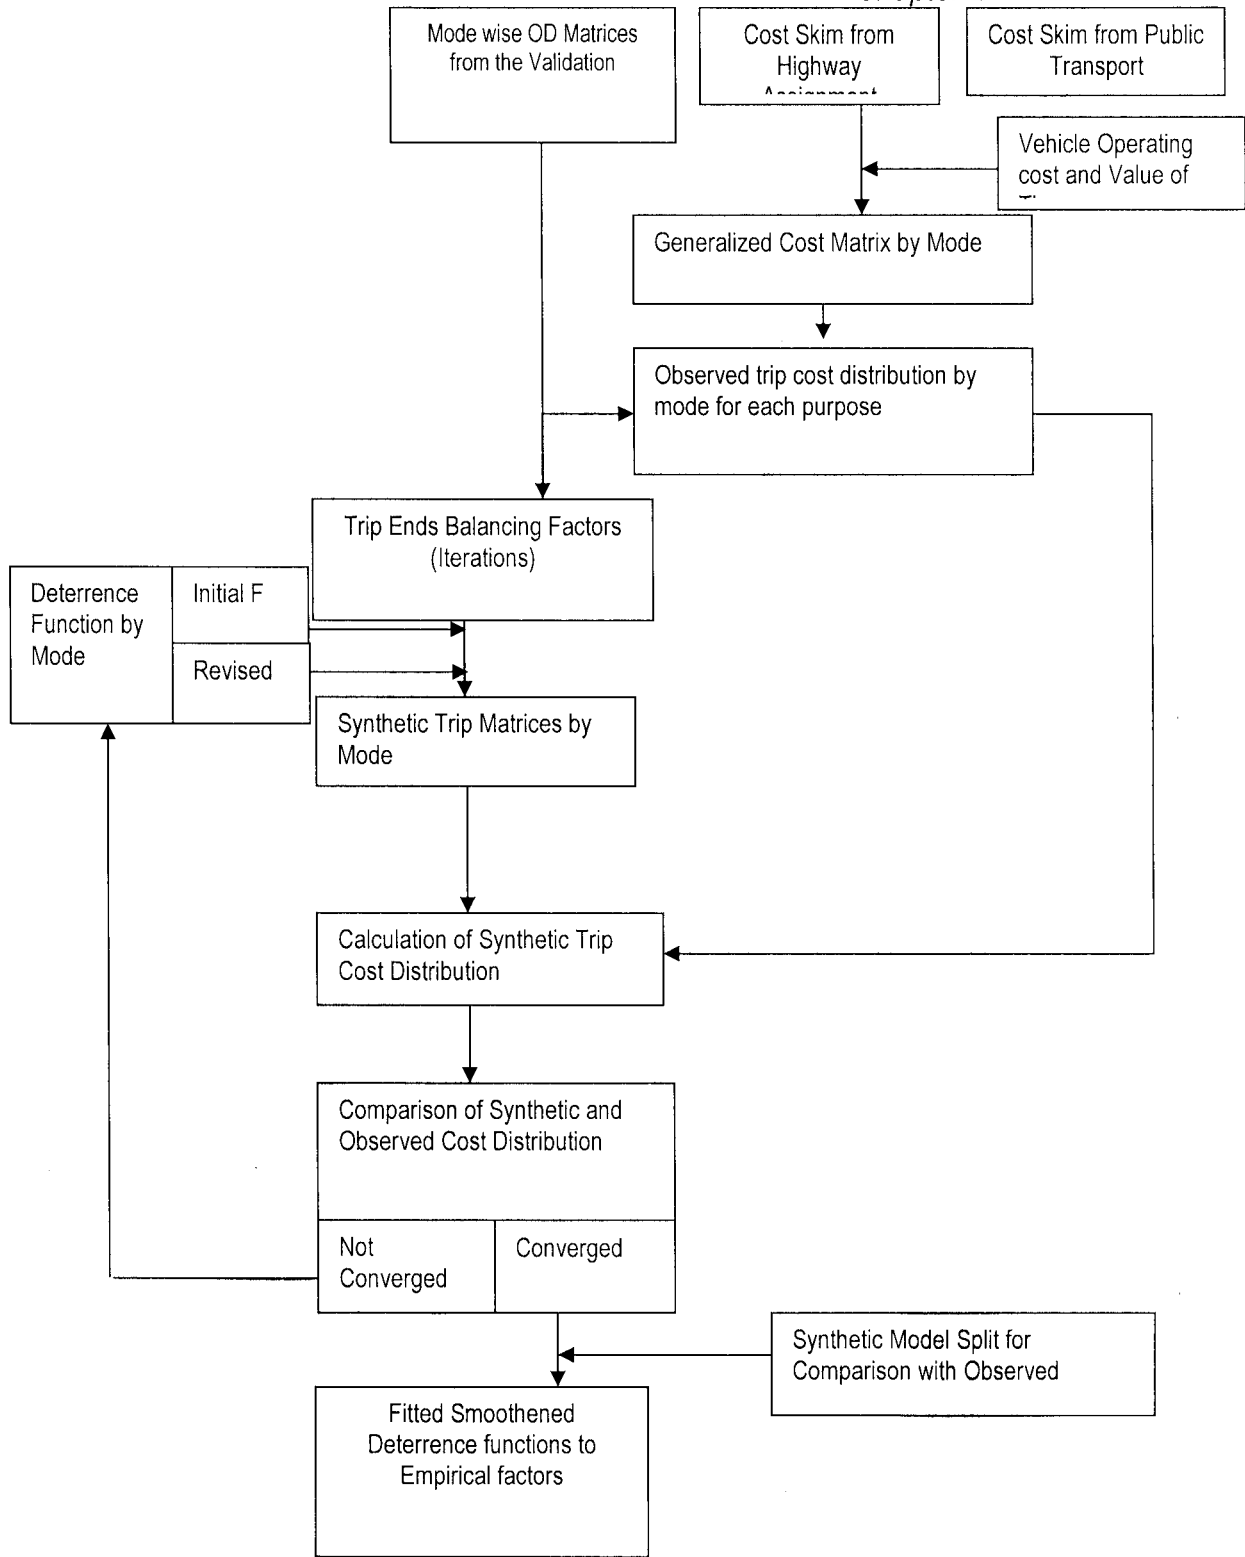 Mode wise OD Matrices
from the Validation
Cost Skim from
Highway
Cost Skim from Public
Transport
Vehicle Operating
cost and Value of
Generalized Cost Matrix by Mode
Observed trip cost distribution by
mode for each purpose
Trip Ends Balancing Factors
(Iterations)
Deterrence
Function by
Mode
Initial F
Revised
Synthetic Trip Matrices by
Mode
Calculation of Synthetic Trip
Cost Distribution
Comparison of Synthetic and
Observed Cost Distribution
Not
Converged
Converged
Synthetic Model Split for
Comparison with Observed
Fitted Smoothened
Deterrence functions to
Empirical factors